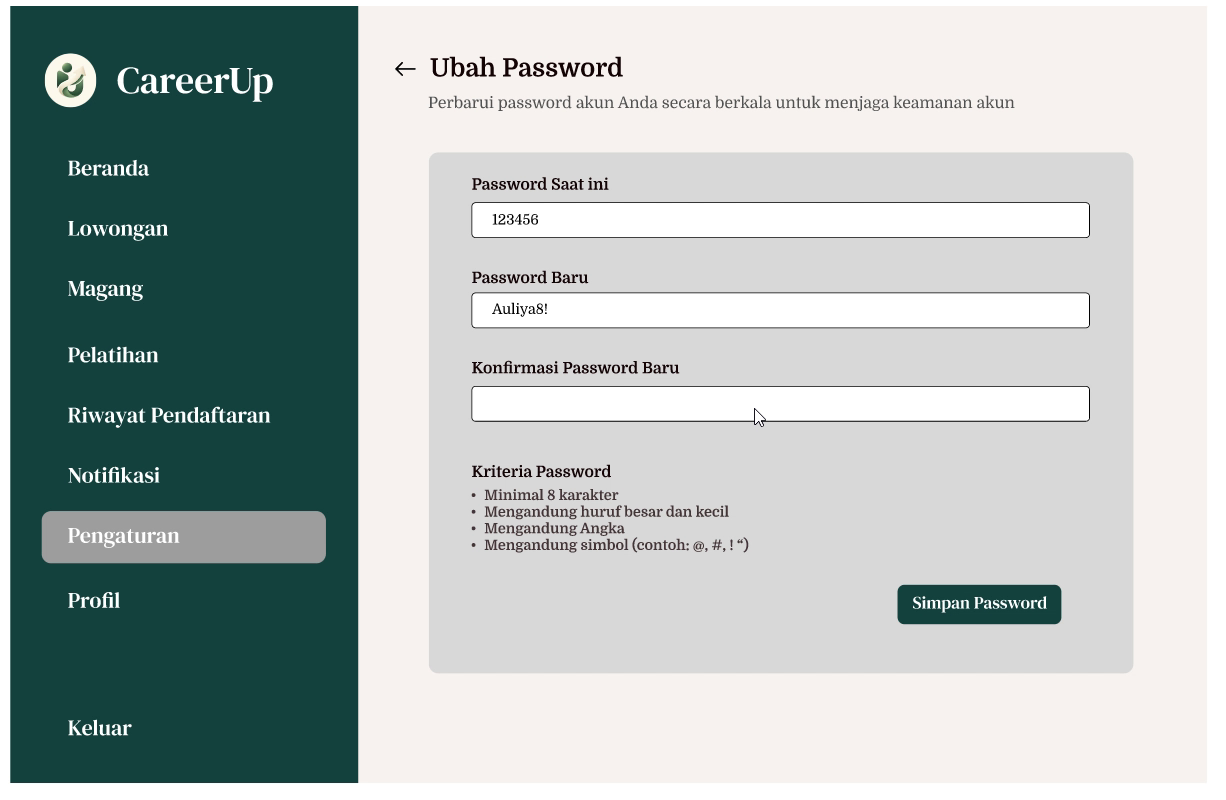 CareerUp
Beranda
Lowongan
Magang
Pelatihan
Riwayat Pendaftaran
Notifikasi
Pengaturan
Profil
Keluar
Ubah Password
Perbarui password akun Anda secara berkala untuk menjaga keamanan akun
Password Saat ini
123456
Password Baru
Auliya8!
Konfirmasi Password Baru
Kriteria Password
• Minimal 8 karakter
• Mengandung huruf besar dan kecil
• Mengandung Angka
• Mengandung simbol (contoh: @, #, ! “)
Simpan Password